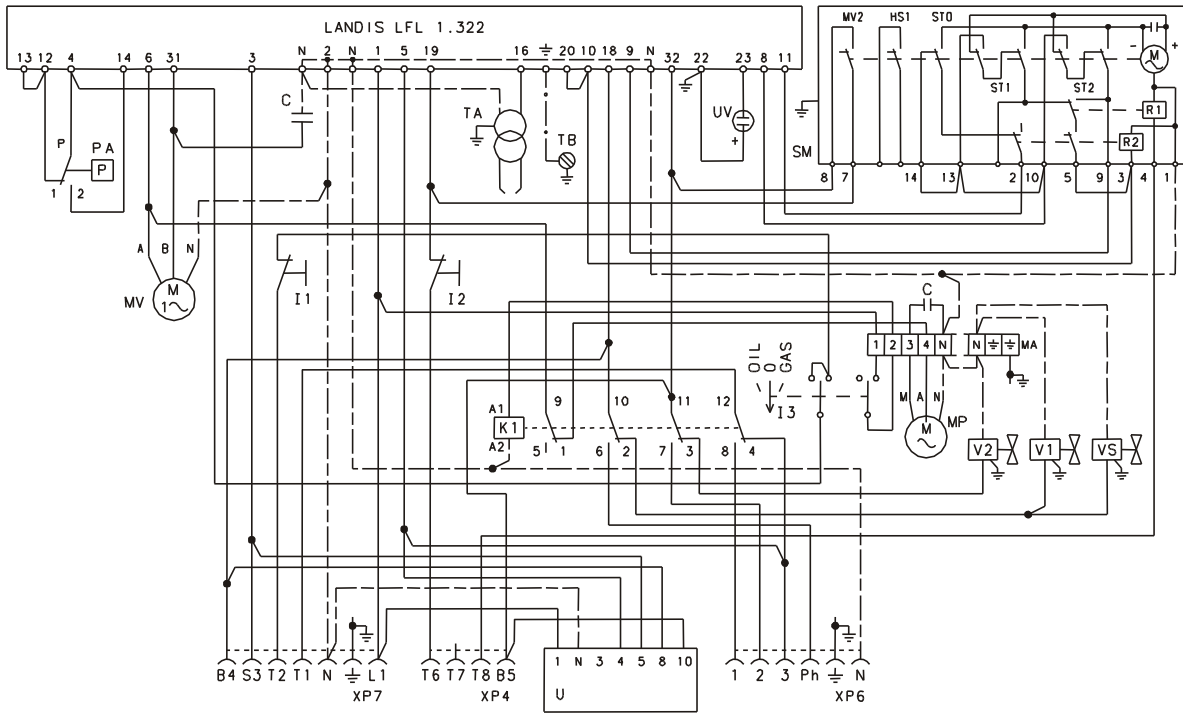 LANDIS LFL 1.322
MV2 HS1 ST0
13 12 4 14 6 31 3 N 2 N 1 5 19 16 20 10 18 9 N 32 22 23 8 11
- M +
C
TA
TB
UV
+
ST1 ST2
SM
R1
R2
P
PA
P
1 2
8 7 14 13 2 10 5 9 3 4 1
A B N
MV
M
1
I1
I2
C
OIL
0
GAS
I3
1 2 3 4 N N MA
M A N
M
MP
9 10 11 12
A1
K1
A2
5 1 6 2 7 3 8 4
V2 V1 VS
1 N 3 4 5 8 10
U
B4 S3 T2 T1 N L1 T6 T7 T8 B5 1 2 3 Ph N
XP7 XP4 XP6